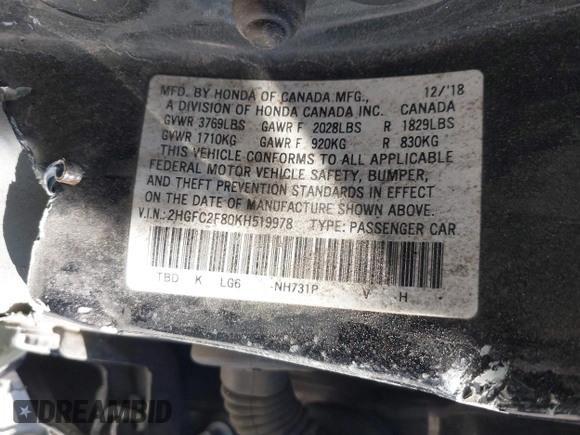 MFD. BY HONDA OF CANADA MFG., 12/'18
A DIVISION OF HONDA CANADA INC. CANADA
GVWR 3769LBS GAWR F 2028LBS R 1829LBS
GVWR 1710KG GAWR F 920KG R 830KG
THIS VEHICLE CONFORMS TO ALL APPLICABLE
FEDERAL MOTOR VEHICLE SAFETY, BUMPER,
AND THEFT PREVENTION STANDARDS IN EFFECT
ON THE DATE OF MANUFACTURE SHOWN ABOVE.
V.I.N.: 2HGFC2F80KH519978 TYPE: PASSENGER CAR
TBD K LG6 -NH731P V -H
DREAMBID